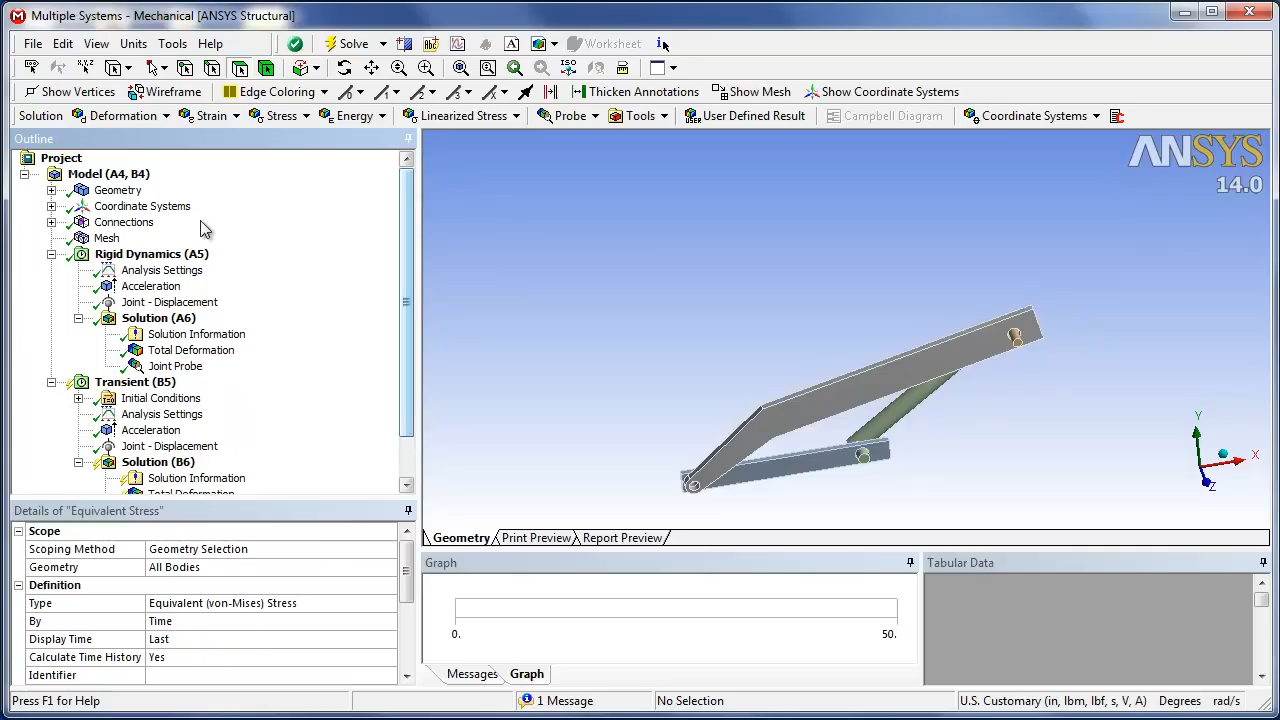 Multiple Systems - Mechanical [ANSYS Structural]
File Edit View Units Tools Help Solve Worksheet
Show Vertices Wireframe Edge Coloring Thicken Annotations Show Mesh Show Coordinate Systems
Solution Deformation Strain Stress Energy Linearized Stress Probe Tools User Defined Result Campbell Diagram Coordinate Systems
Outline
Project
Model (A4, B4)
Geometry
Coordinate Systems
Connections
Mesh
Rigid Dynamics (A5)
Analysis Settings
Acceleration
Joint - Displacement
Solution (A6)
Solution Information
Total Deformation
Joint Probe
Transient (B5)
Initial Conditions
Analysis Settings
Acceleration
Joint - Displacement
Solution (B6)
Solution Information
Total Deformation
ANSYS
14.0
Y
X
Z
Details of "Equivalent Stress"
Scope
Scoping Method Geometry Selection
Geometry All Bodies
Definition
Type Equivalent (von-Mises) Stress
By Time
Display Time Last
Calculate Time History Yes
Identifier
Geometry Print Preview Report Preview
Graph
0. 50.
Messages Graph
Tabular Data
Press F1 for Help 1 Message No Selection U.S. Customary (in, lbm, lbf, s, V, A) Degrees rad/s